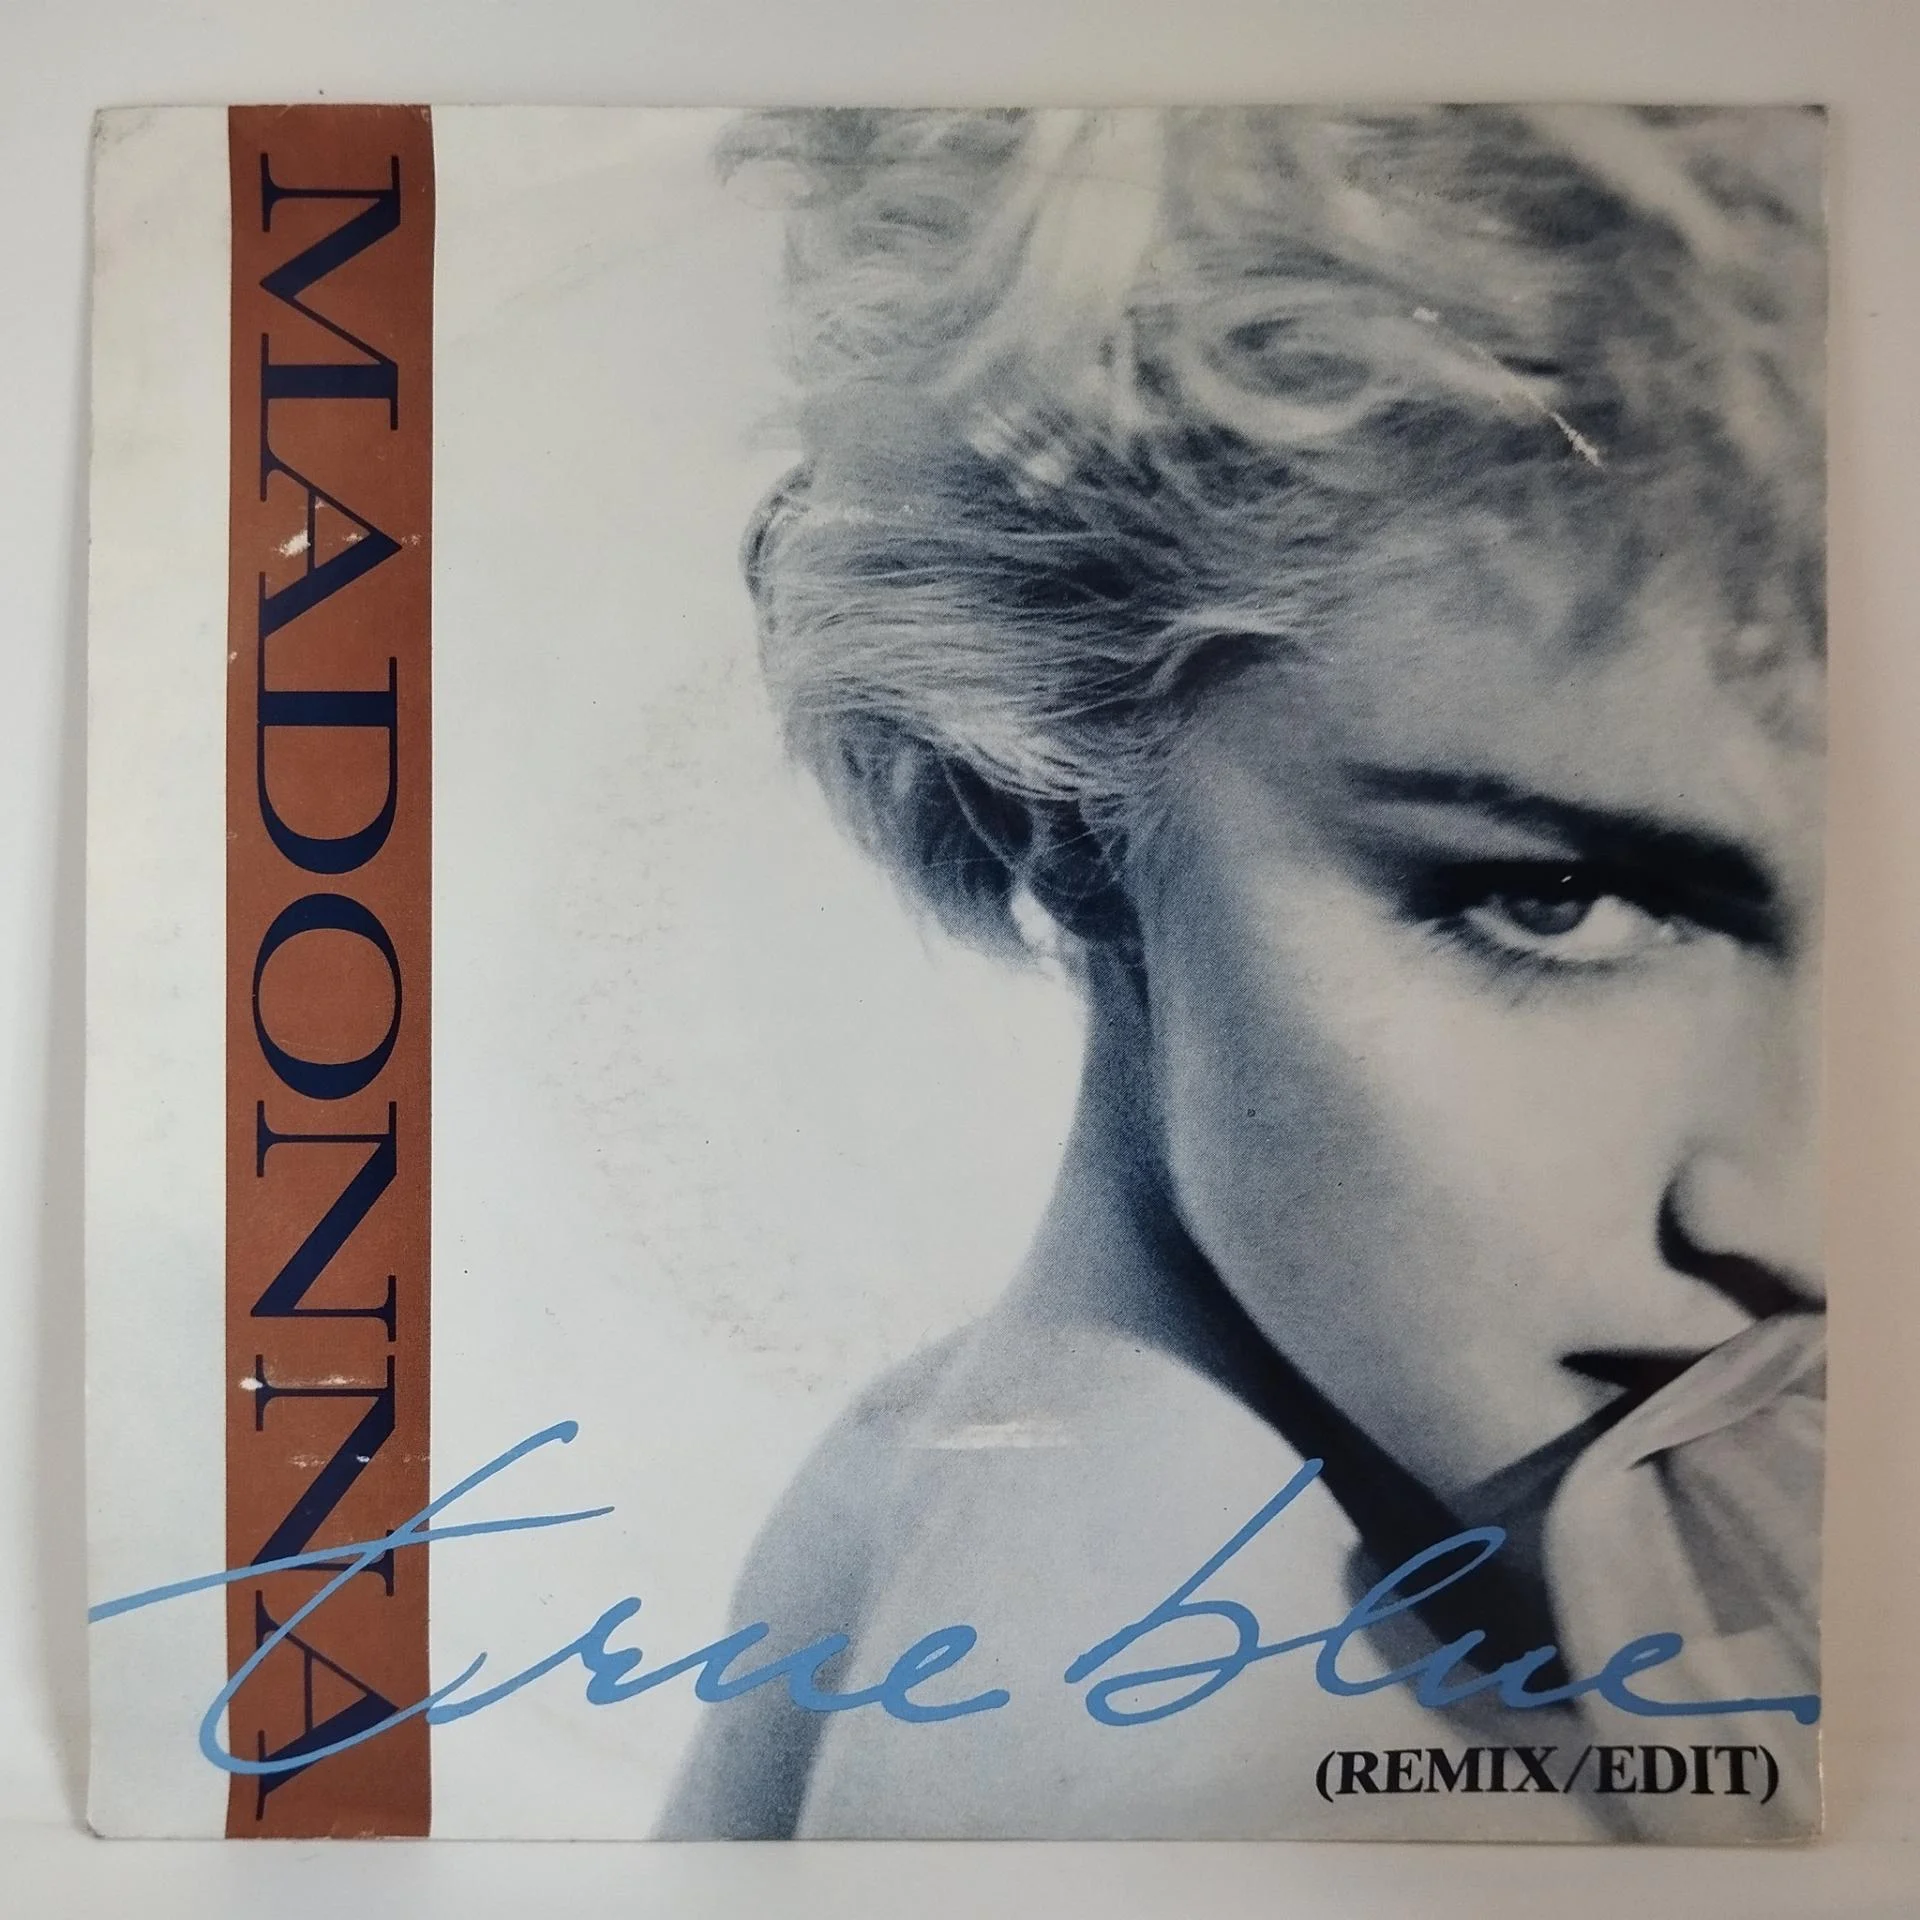 MADONNA
true blue
(REMIX/EDIT)